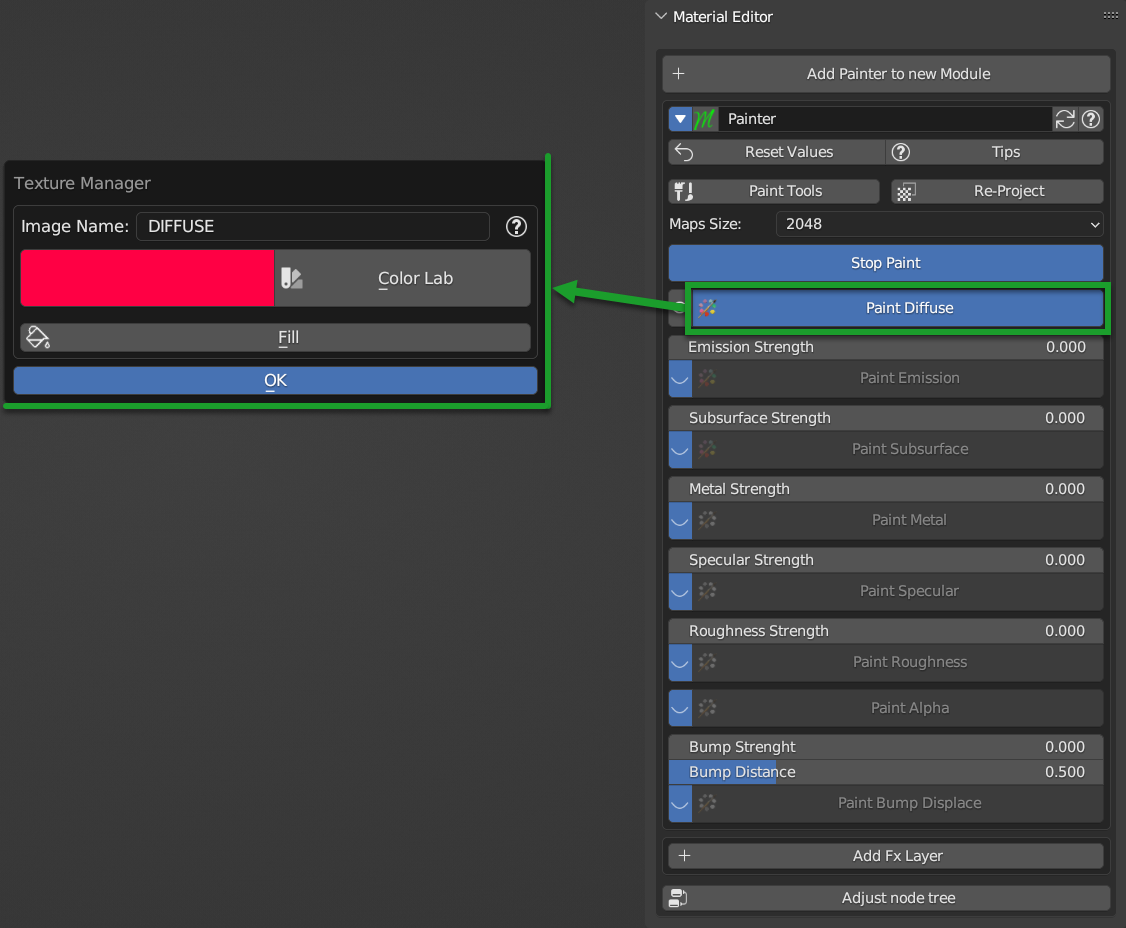 Material Editor
Add Painter to new Module
Painter
Reset Values Tips
Paint Tools Re-Project
Maps Size: 2048
Stop Paint
Paint Diffuse
Emission Strength 0.000
Paint Emission
Subsurface Strength 0.000
Paint Subsurface
Metal Strength 0.000
Paint Metal
Specular Strength 0.000
Paint Specular
Roughness Strength 0.000
Paint Roughness
Paint Alpha
Bump Strenght 0.000
Bump Distance 0.500
Paint Bump Displace
Add Fx Layer
Adjust node tree
Texture Manager
Image Name: DIFFUSE
Color Lab
Fill
OK